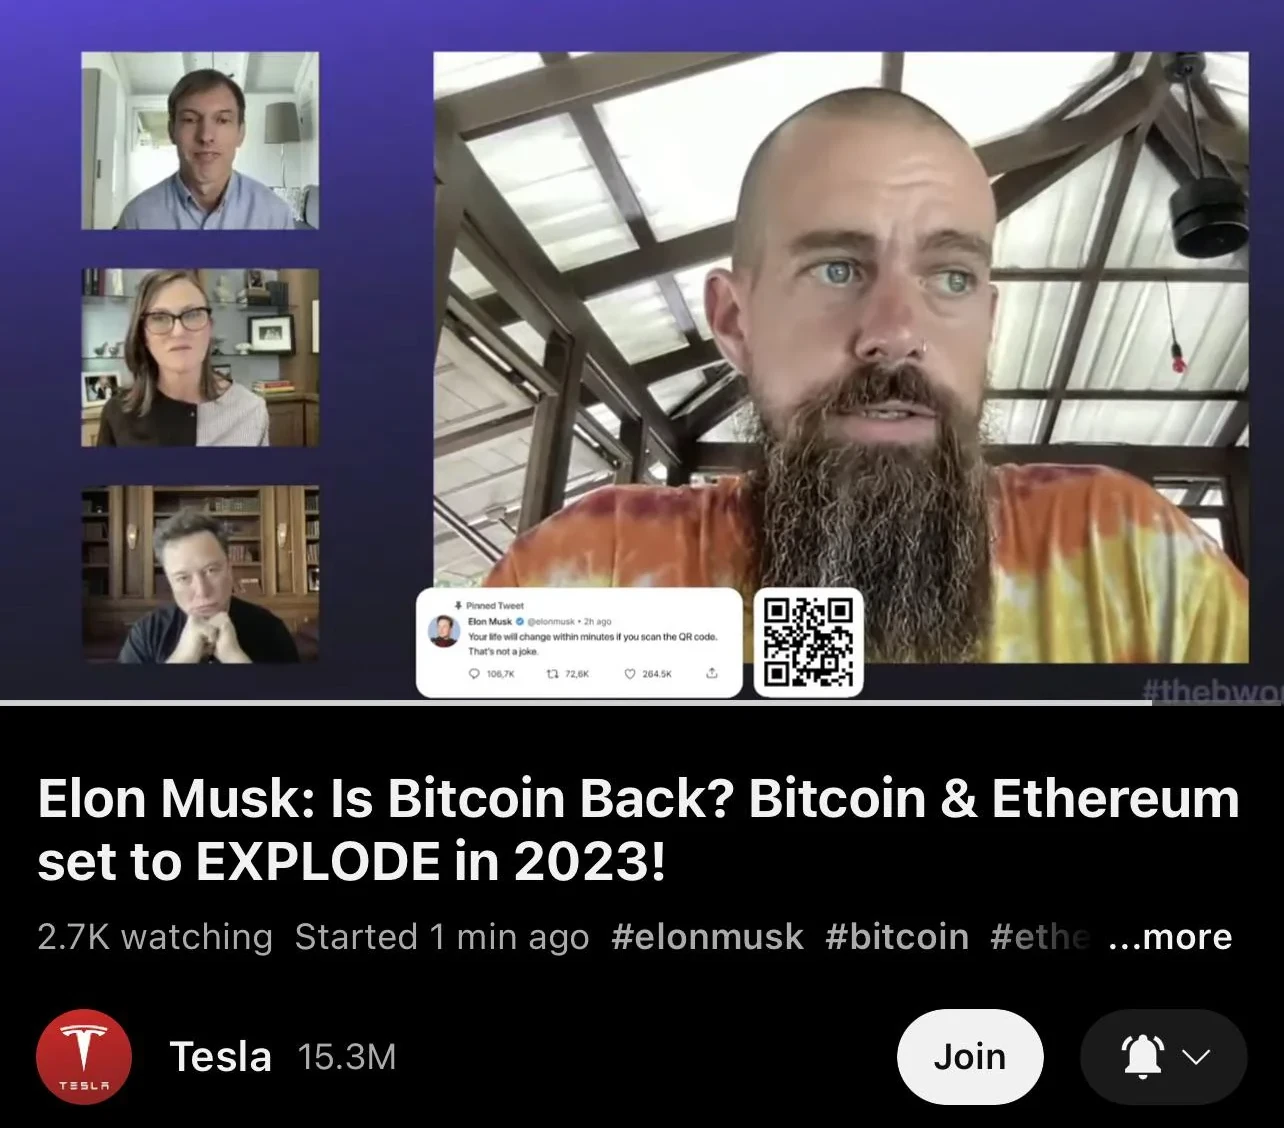 Pinned Tweet
Elon Musk @elonmusk • 2h ago
Your life will change within minutes if you scan the QR code.
That's not a joke.
106,7K 72,6K 264.5K
#thebwo
Elon Musk: Is Bitcoin Back? Bitcoin & Ethereum
set to EXPLODE in 2023!
2.7K watching Started 1 min ago #elonmusk #bitcoin #ethe ...more
TESLA
Tesla 15.3M
Join